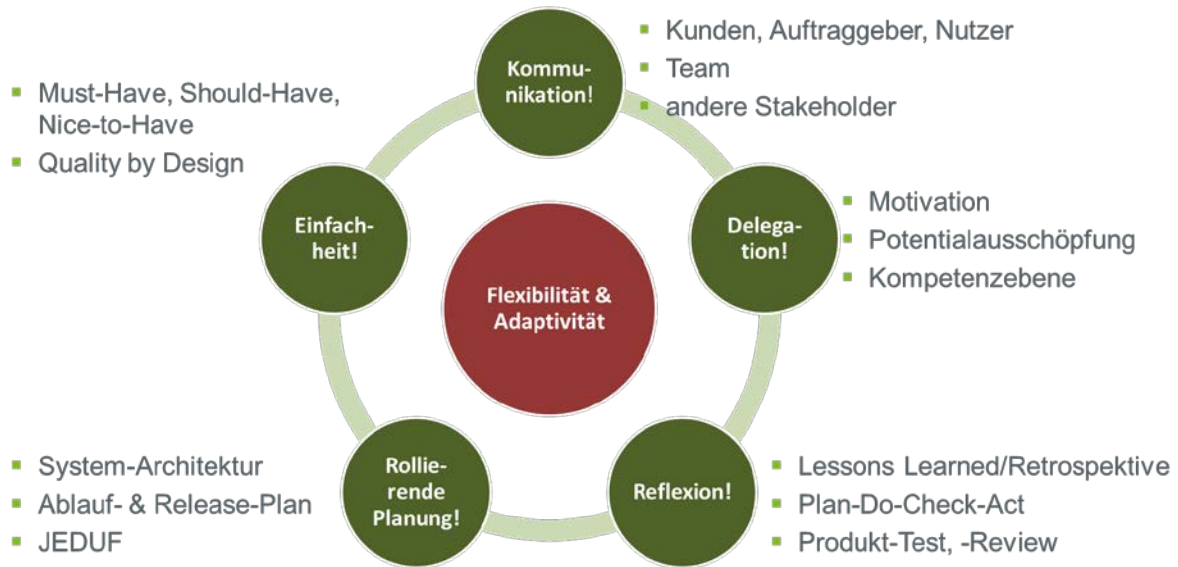 Kommu-
nikation!
▪ Kunden, Auftraggeber, Nutzer
▪ Team
▪ andere Stakeholder
▪ Must-Have, Should-Have,
Nice-to-Have
▪ Quality by Design
Einfach-
heit!
Delega-
tion!
▪ Motivation
▪ Potentialausschöpfung
▪ Kompetenzebene
Flexibilität &
Adaptivität
▪ System-Architektur
▪ Ablauf- & Release-Plan
▪ JEDUF
Rollie-
rende
Planung!
Reflexion!
▪ Lessons Learned/Retrospektive
▪ Plan-Do-Check-Act
▪ Produkt-Test, -Review